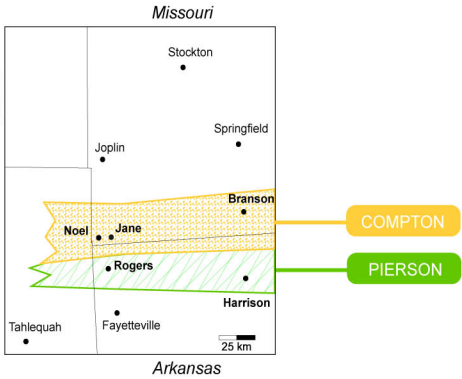 Missouri
Stockton
Springfield
Joplin
Branson
COMPTON
Noel
Jane
Rogers
PIERSON
Harrison
Tahlequah
Fayetteville
25 km
Arkansas